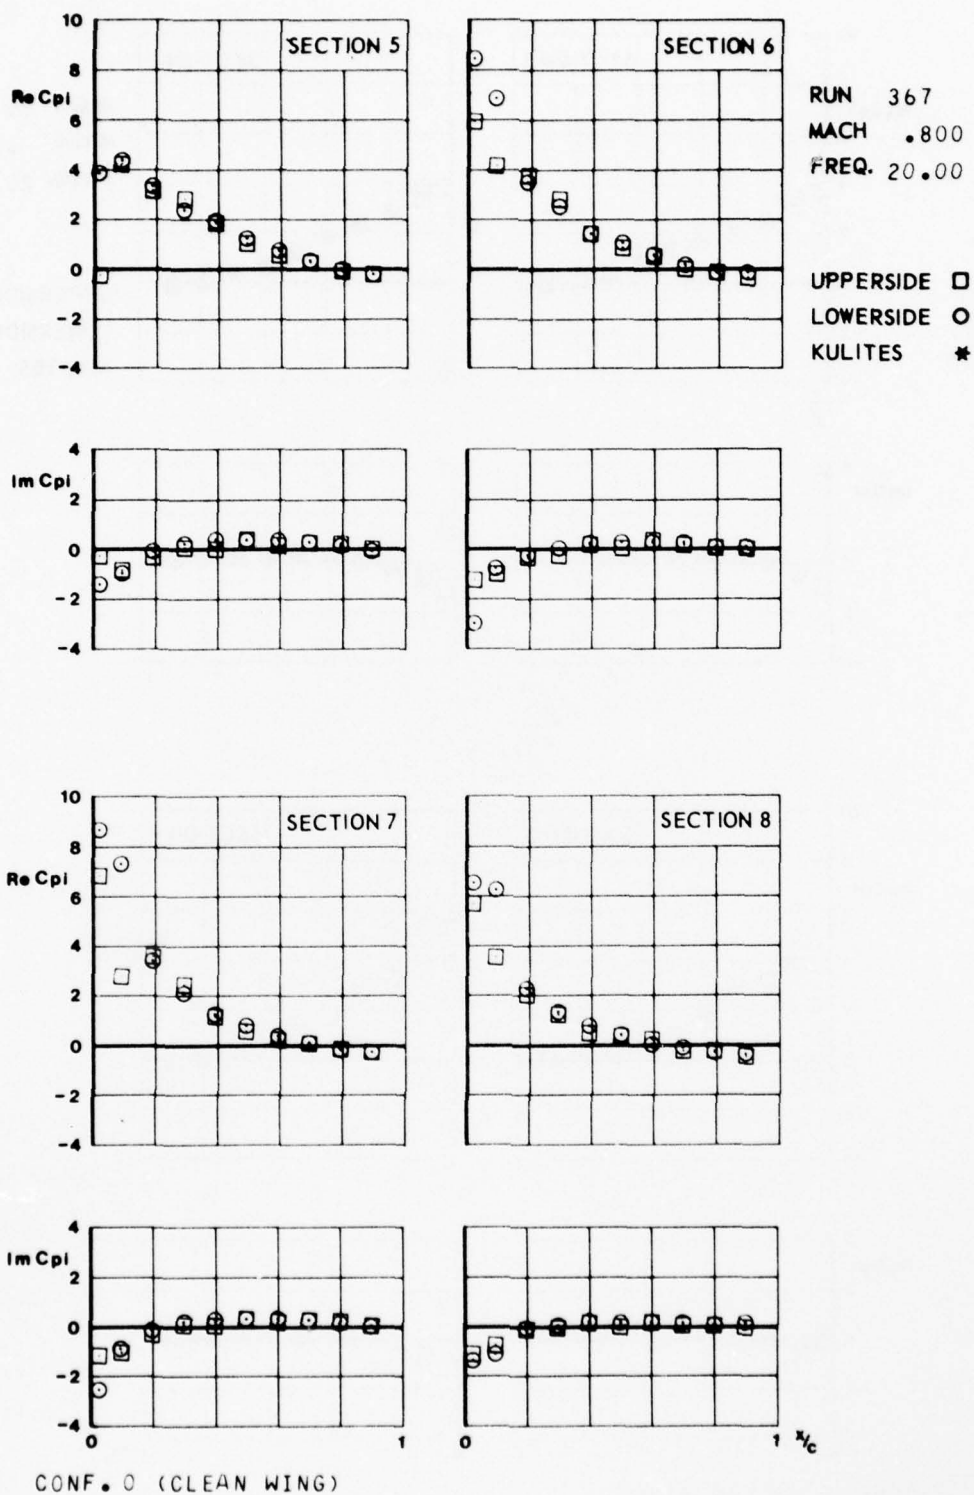 10
8
Re Cpi
6
4
2
0
-2
-4
SECTION 5
SECTION 6
RUN 367
MACH .800
FREQ. 20.00
UPPERSIDE □
LOWERSIDE ○
KULITES *
4
Im Cpi
2
0
-2
-4
10
8
Re Cpi
6
4
2
0
-2
-4
SECTION 7
SECTION 8
4
Im Cpi
2
0
-2
-4
0
1
0
1
x/c
CONF. 0 (CLEAN WING)